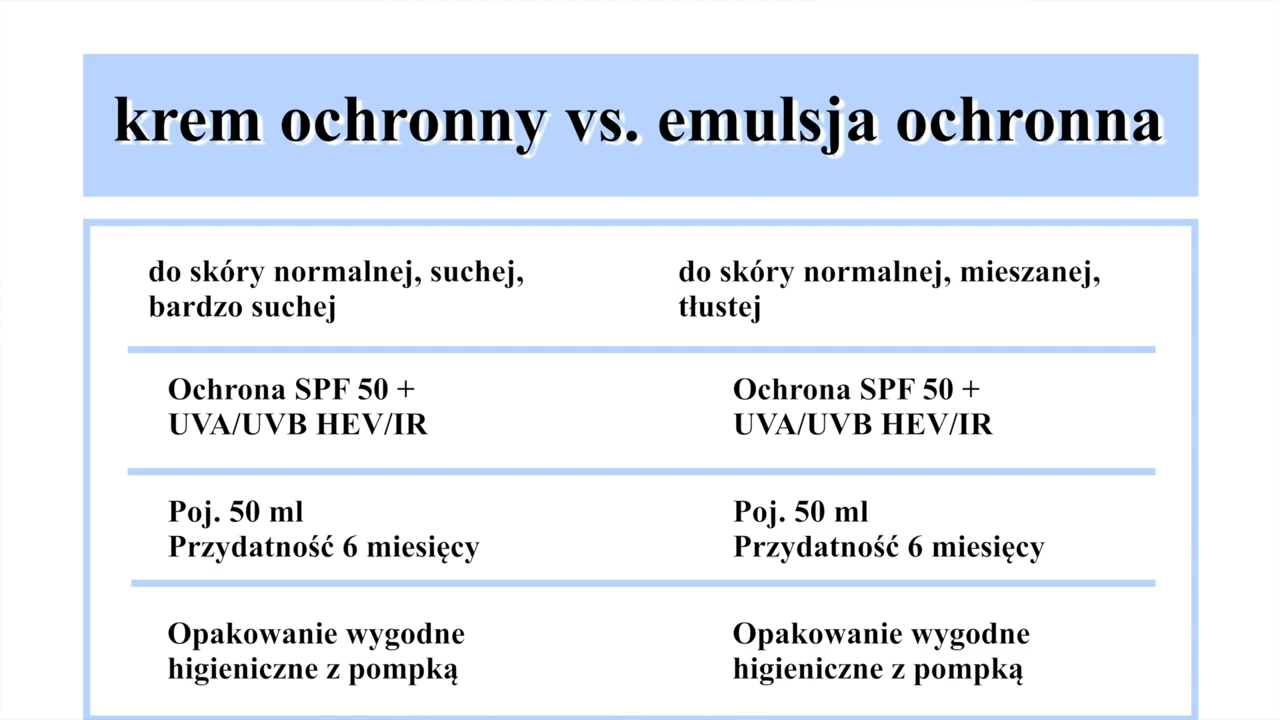 krem ochronny vs. emulsja ochronna
do skóry normalnej, suchej,
bardzo suchej
do skóry normalnej, mieszanej,
tłustej
Ochrona SPF 50 +
UVA/UVB HEV/IR
Ochrona SPF 50 +
UVA/UVB HEV/IR
Poj. 50 ml
Przydatność 6 miesięcy
Poj. 50 ml
Przydatność 6 miesięcy
Opakowanie wygodne
higieniczne z pompką
Opakowanie wygodne
higieniczne z pompką